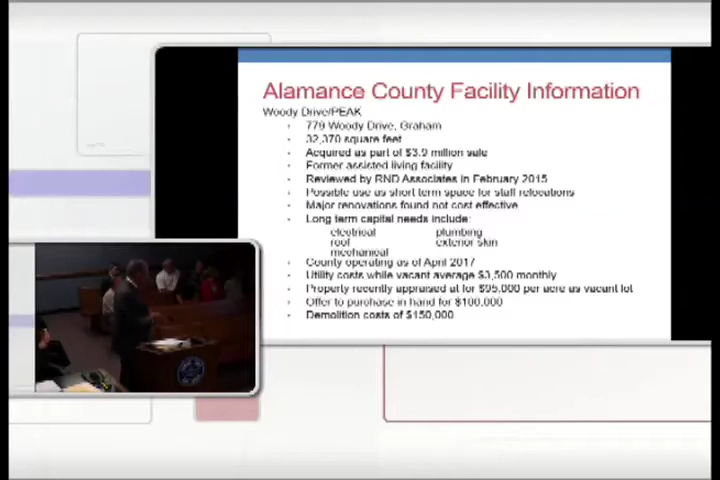 Alamance County Facility Information
Woody Drive/PEAK
· 779 Woody Drive, Graham
· 32,370 square feet
· Acquired as part of $3.9 million sale
· Former assisted living facility
· Reviewed by RND Associates in February 2015
· Possible use as short term space for staff relocations
· Major renovations found not cost effective
· Long term capital needs include:
electrical plumbing
roof exterior skin
mechanical
· County operating as of April 2017
· Utility costs while vacant average $3,500 monthly
· Property recently appraised at for $95,000 per acre as vacant lot
· Offer to purchase in hand for $100,000
· Demolition costs of $150,000